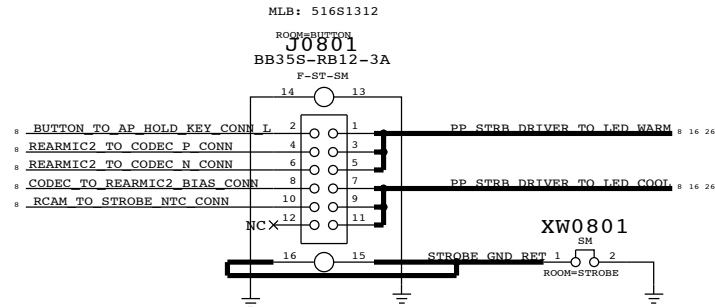 MLB: 516S1312
ROOM=BUTTON
J0801
BB35S-RB12-3A
F-ST-SM
14 13
8 BUTTON_TO_AP_HOLD_KEY_CONN_L 2 1 PP_STRB_DRIVER_TO_LED_WARM 8 16 26
8 REARMIC2_TO_CODEC_P_CONN 4 3
8 REARMIC2_TO_CODEC_N_CONN 6 5
8 CODEC_TO_REARMIC2_BIAS_CONN 8 7 PP_STRB_DRIVER_TO_LED_COOL 8 16 26
8 RCAM_TO_STROBE_NTC_CONN 10 9
NC 12 11
XW0801
SM
16 15 STROBE_GND_RET 1 2
ROOM=STROBE